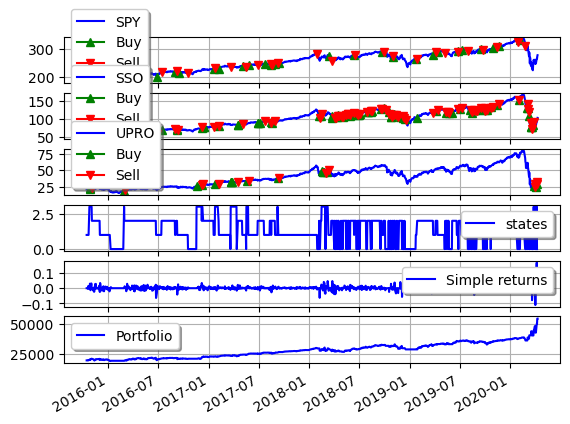 SPY
Buy
Sell
300
200
SSO
Buy
Sell
150
100
50
UPRO
Buy
Sell
75
50
25
states
2.5
0.0
Simple returns
0.1
0.0
−0.1
Portfolio
50000
25000
2016-01
2016-07
2017-01
2017-07
2018-01
2018-07
2019-01
2019-07
2020-01